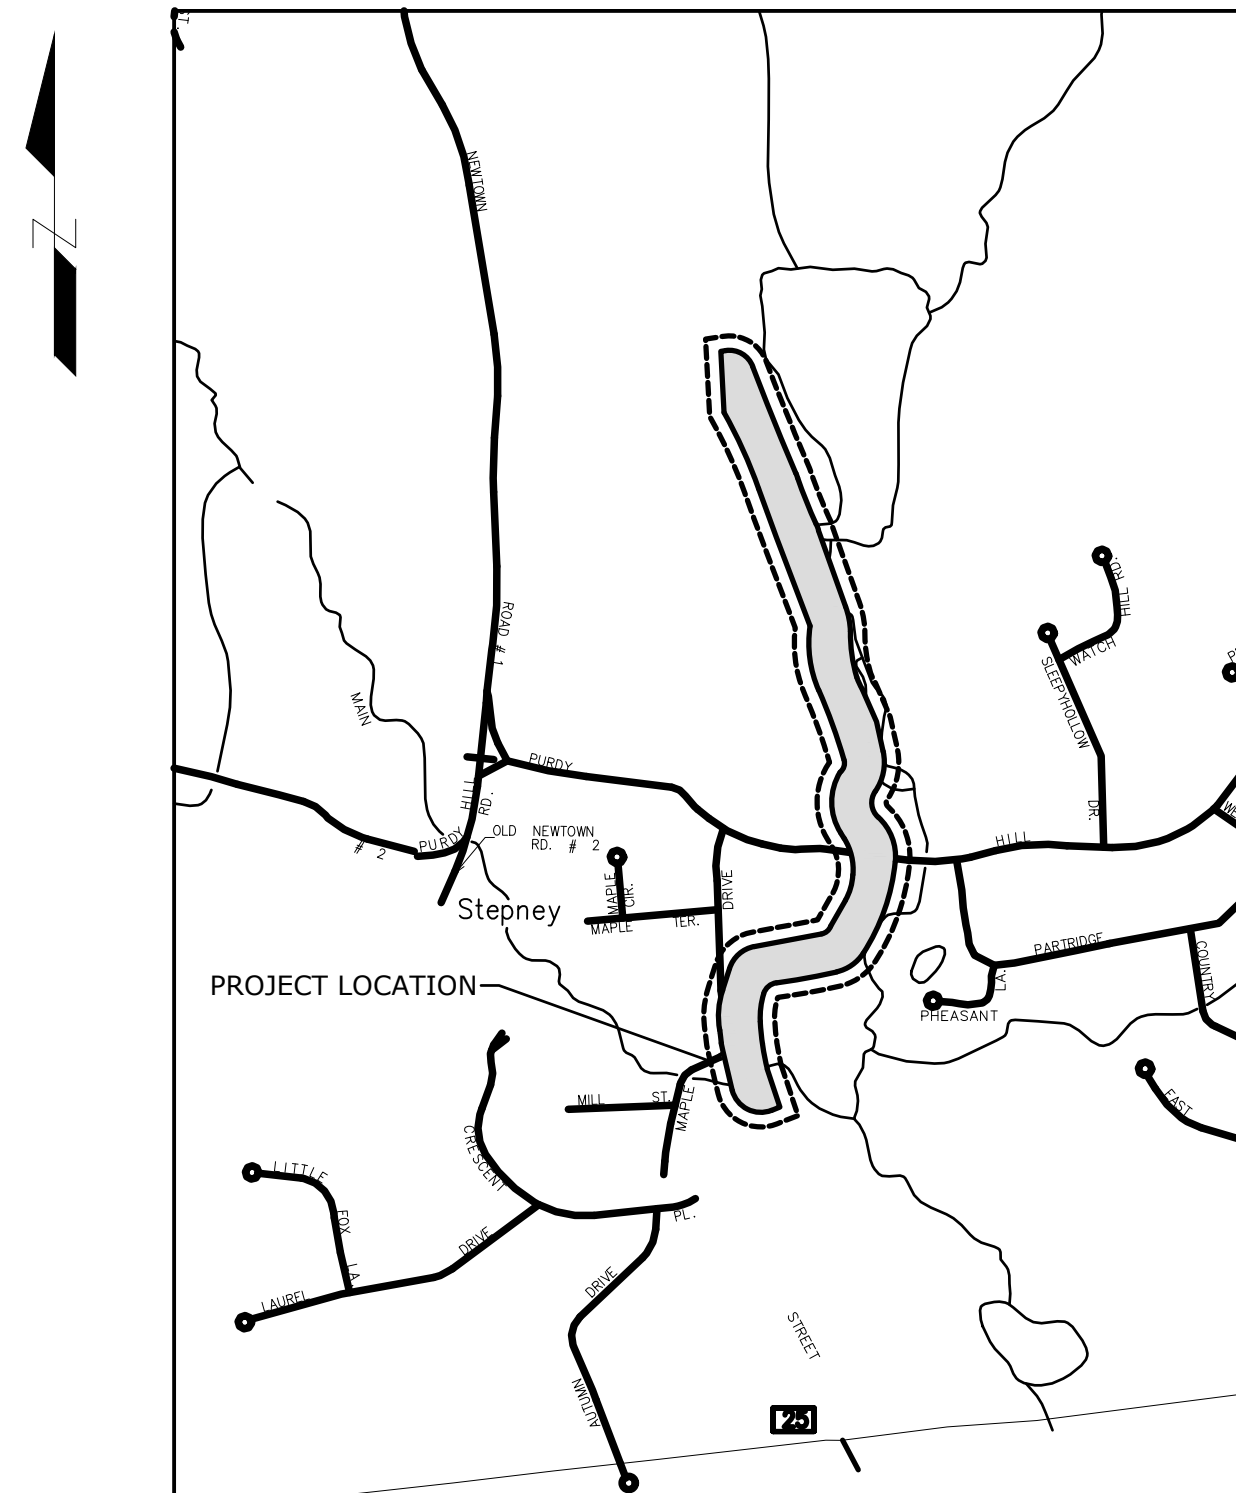 ST.
N
NEWTOWN
ROAD # 1
HILL RD.
WATCH
SLEEPYHOLLOW
DR.
MAIN
PURDY
HILL
RD.
HILL
# 2
PURDY
OLD NEWTOWN
RD. # 2
MAPLE
CIR.
DRIVE
Stepney
MAPLE TER.
PARTRIDGE
COUNTRY
LA.
PROJECT LOCATION
PHEASANT
MILL ST.
MAPLE
EAST
CRESCENT
LITTLE
FOX
LA.
PL.
DRIVE
LAUREL
DRIVE
STREET
AUTUMN
25